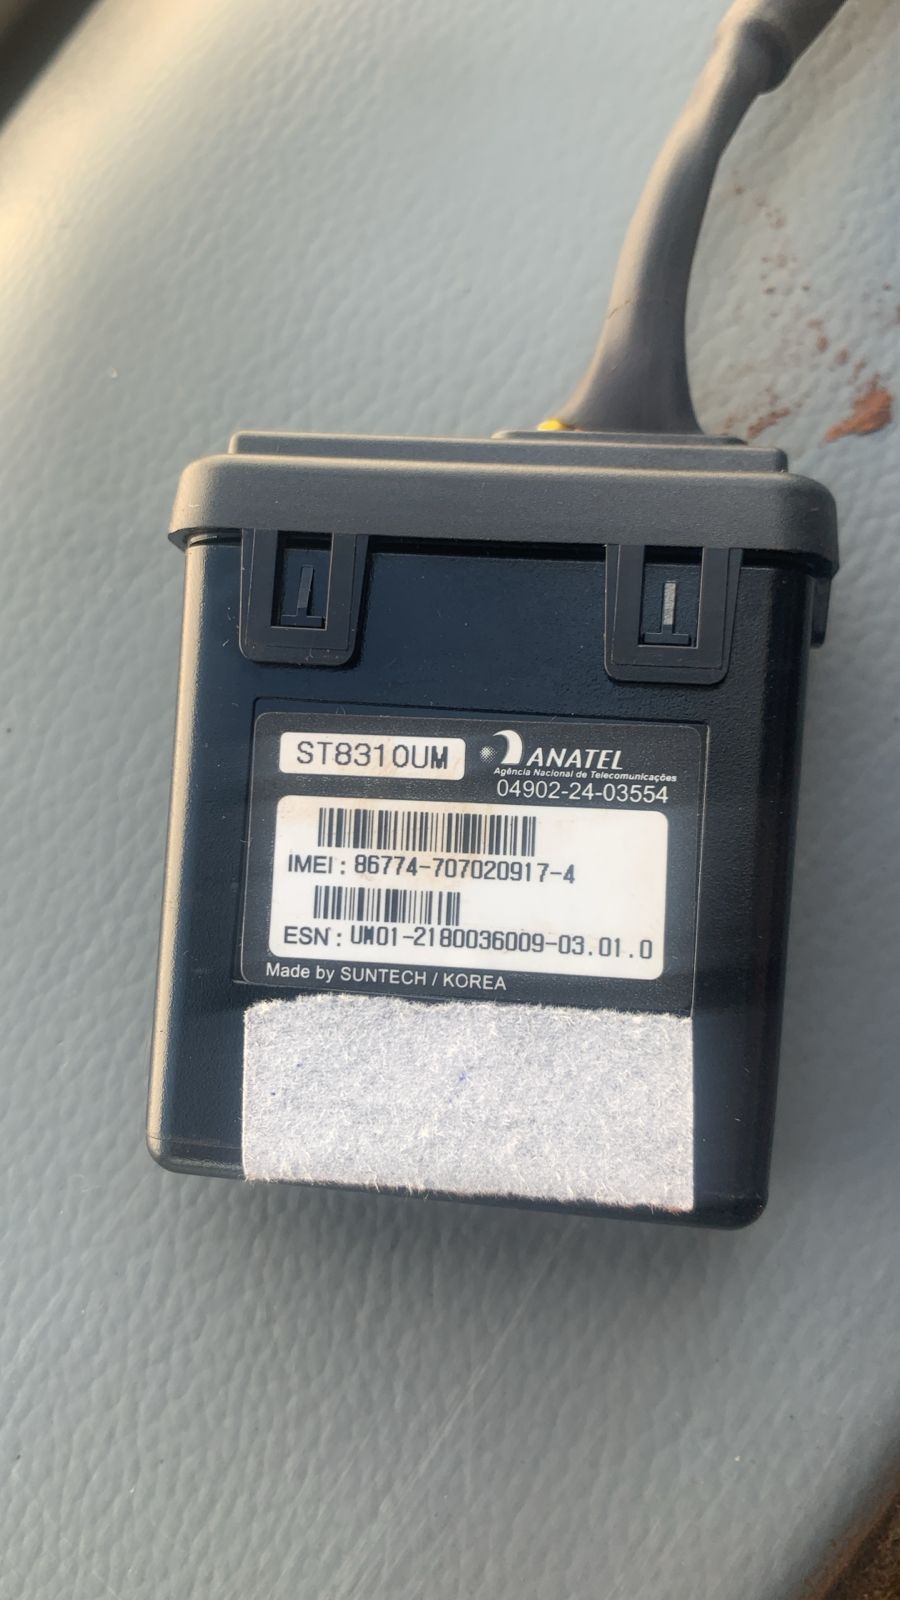 ST8310UM
ANATEL
Agência Nacional de Telecomunicações
04902-24-03554
IMEI : 86774-707020917-4
ESN : UM01-2180036009-03.01.0
Made by SUNTECH / KOREA